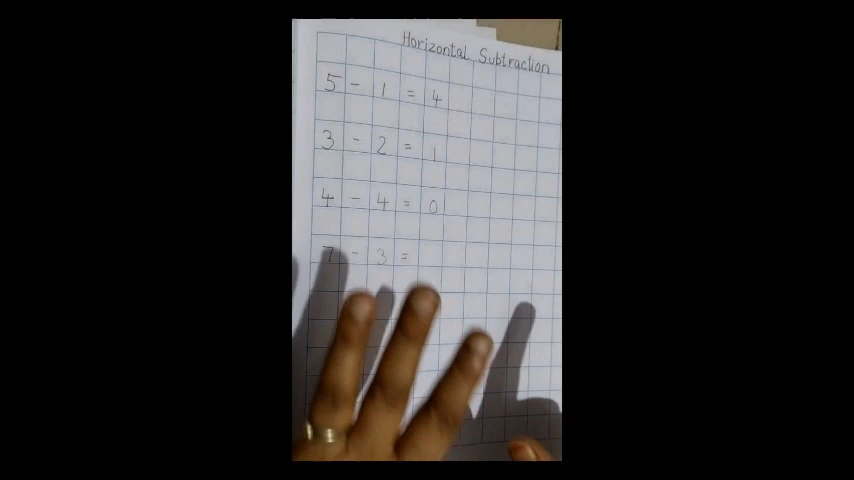 Horizontal Subtraction
5 - 1 = 4
3 - 2 = 1
4 - 4 = 0
7 - 3 =